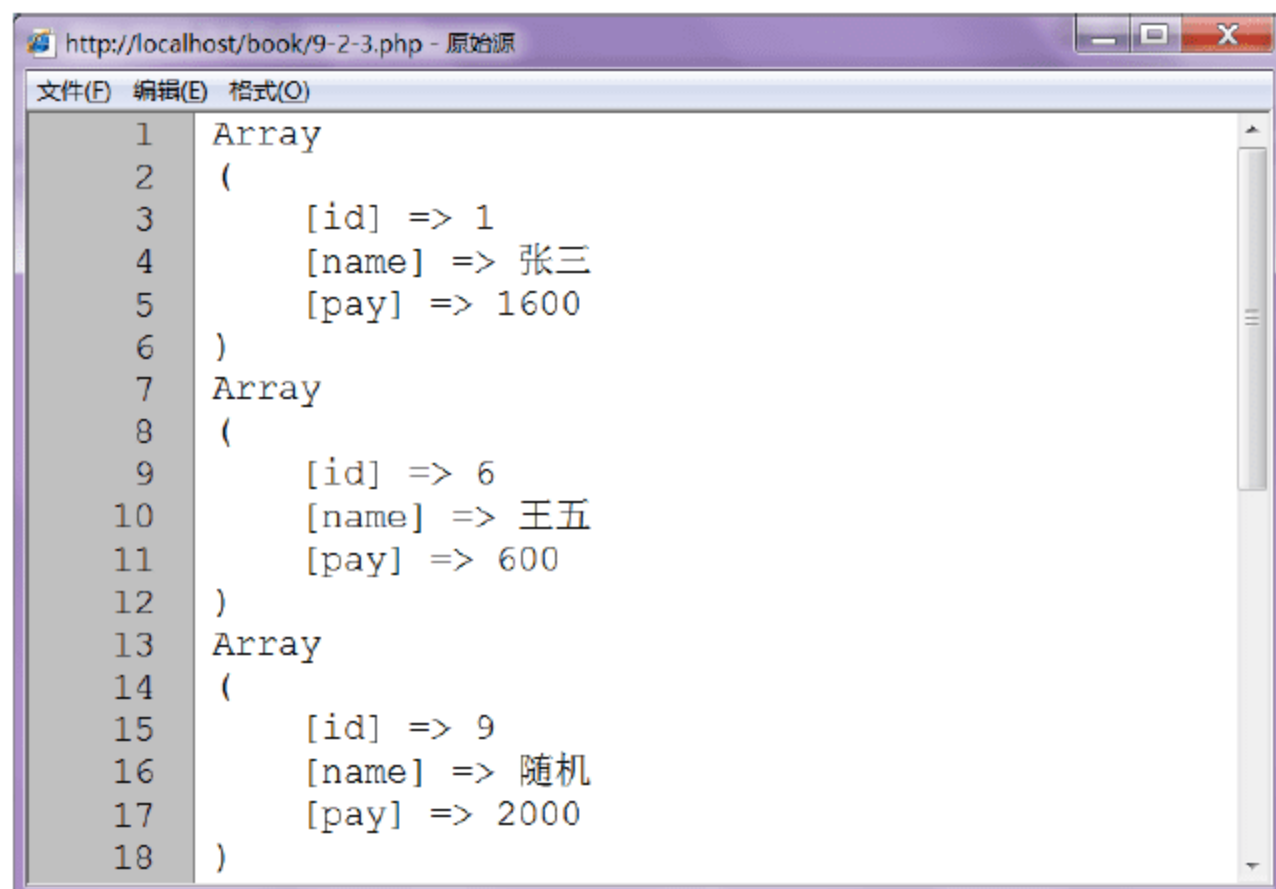 http://localhost/book/9-2-3.php - 原始源
文件(F) 编辑(E) 格式(O)
1 Array
2 (
3 [id] => 1
4 [name] => 张三
5 [pay] => 1600
6 )
7 Array
8 (
9 [id] => 6
10 [name] => 王五
11 [pay] => 600
12 )
13 Array
14 (
15 [id] => 9
16 [name] => 随机
17 [pay] => 2000
18 )